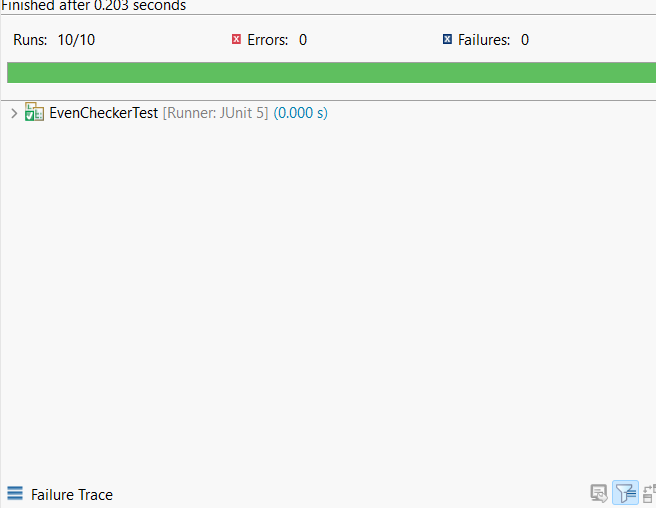 Finished after 0.203 seconds
Runs: 10/10 Errors: 0 Failures: 0
EvenCheckerTest [Runner: JUnit 5] (0.000 s)
Failure Trace